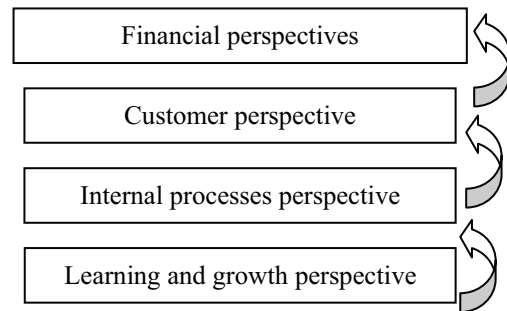 Financial perspectives
Customer perspective
Internal processes perspective
Learning and growth perspective